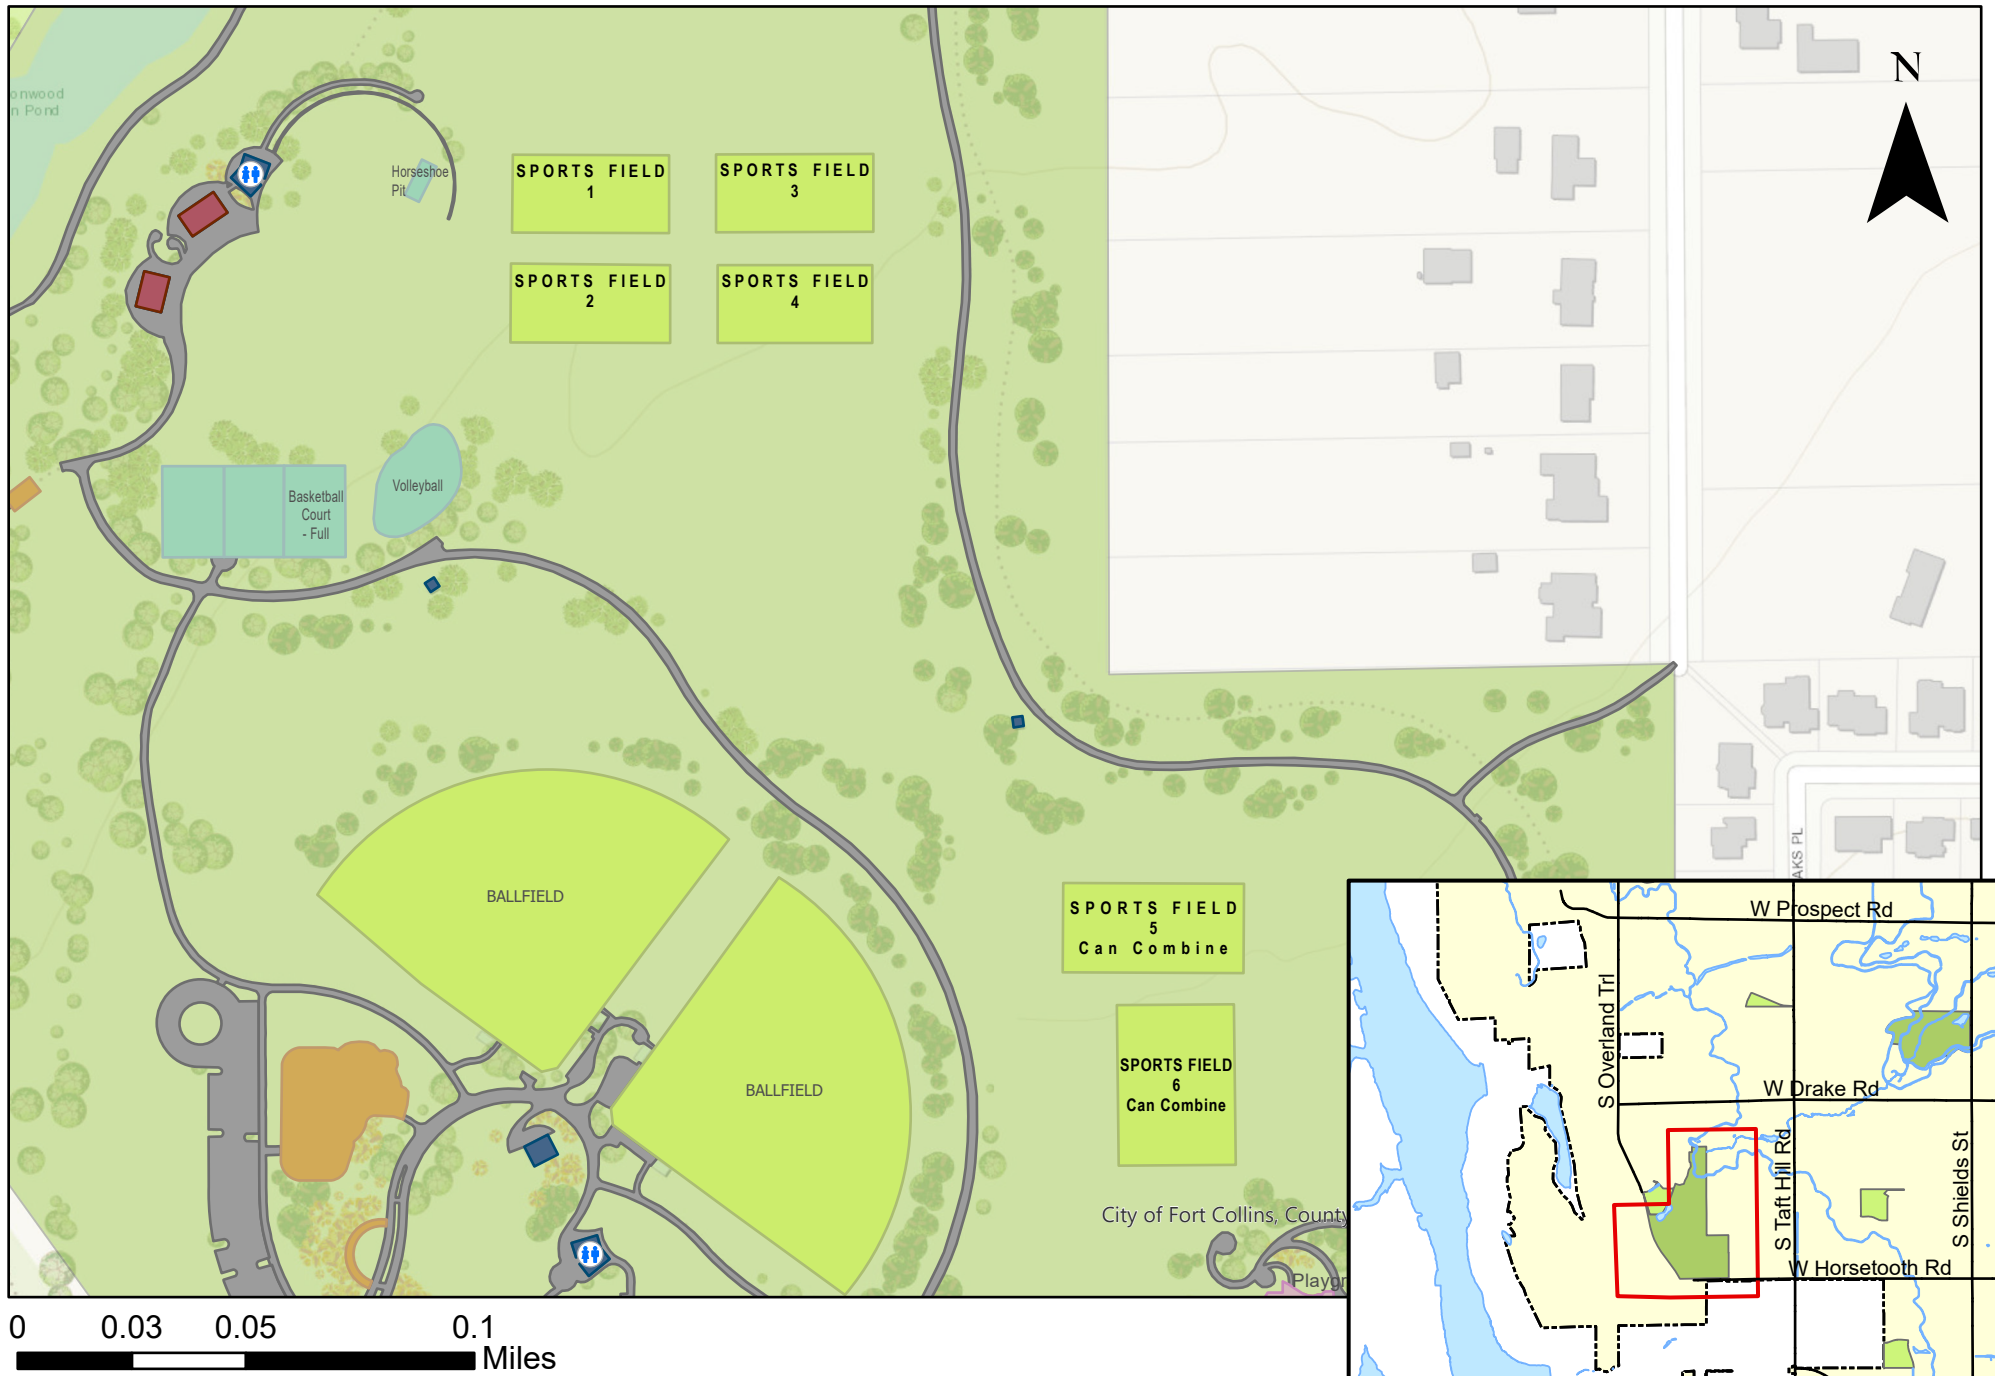 onwood
n Pond
N
Horseshoe
Pit
SPORTS FIELD
1
SPORTS FIELD
3
SPORTS FIELD
2
SPORTS FIELD
4
Basketball
Court
- Full
Volleyball
AKS PL
BALLFIELD
BALLFIELD
SPORTS FIELD
5
Can Combine
SPORTS FIELD
6
Can Combine
City of Fort Collins, County
Playgr
W Prospect Rd
S Overland Trl
W Drake Rd
S Taft Hill Rd
S Shields St
W Horsetooth Rd
0 0.03 0.05 0.1
Miles